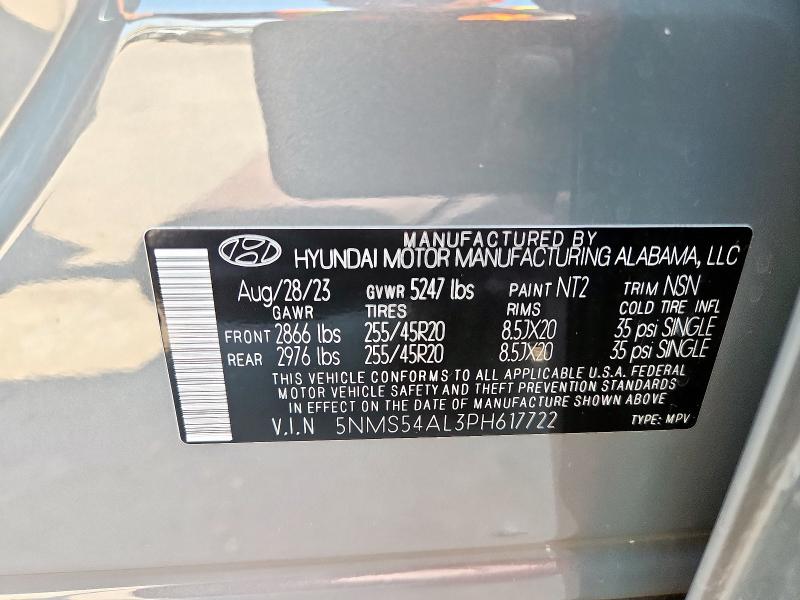 MANUFACTURED BY
HYUNDAI MOTOR MANUFACTURING ALABAMA, LLC
Aug/28/23 GVWR 5247 lbs PAINT NT2 TRIM NSN
GAWR TIRES RIMS COLD TIRE INFL
FRONT 2866 lbs 255/45R20 8.5JX20 35 psi SINGLE
REAR 2976 lbs 255/45R20 8.5JX20 35 psi SINGLE
THIS VEHICLE CONFORMS TO ALL APPLICABLE U.S.A. FEDERAL
MOTOR VEHICLE SAFETY AND THEFT PREVENTION STANDARDS
IN EFFECT ON THE DATE OF MANUFACTURE SHOWN ABOVE
V.I.N 5NMS54AL3PH617722 TYPE: MPV